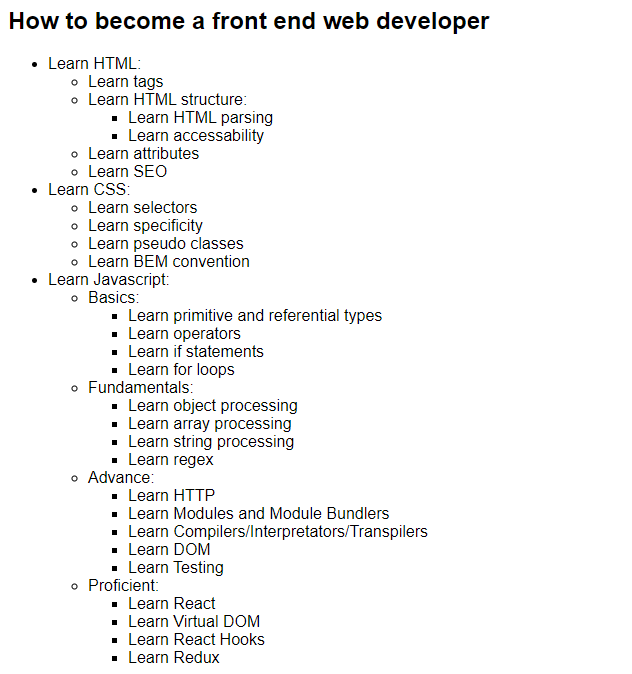 How to become a front end web developer
Learn HTML:
Learn tags
Learn HTML structure:
Learn HTML parsing
Learn accessability
Learn attributes
Learn SEO
Learn CSS:
Learn selectors
Learn specificity
Learn pseudo classes
Learn BEM convention
Learn Javascript:
Basics:
Learn primitive and referential types
Learn operators
Learn if statements
Learn for loops
Fundamentals:
Learn object processing
Learn array processing
Learn string processing
Learn regex
Advance:
Learn HTTP
Learn Modules and Module Bundlers
Learn Compilers/Interpretators/Transpilers
Learn DOM
Learn Testing
Proficient:
Learn React
Learn Virtual DOM
Learn React Hooks
Learn Redux